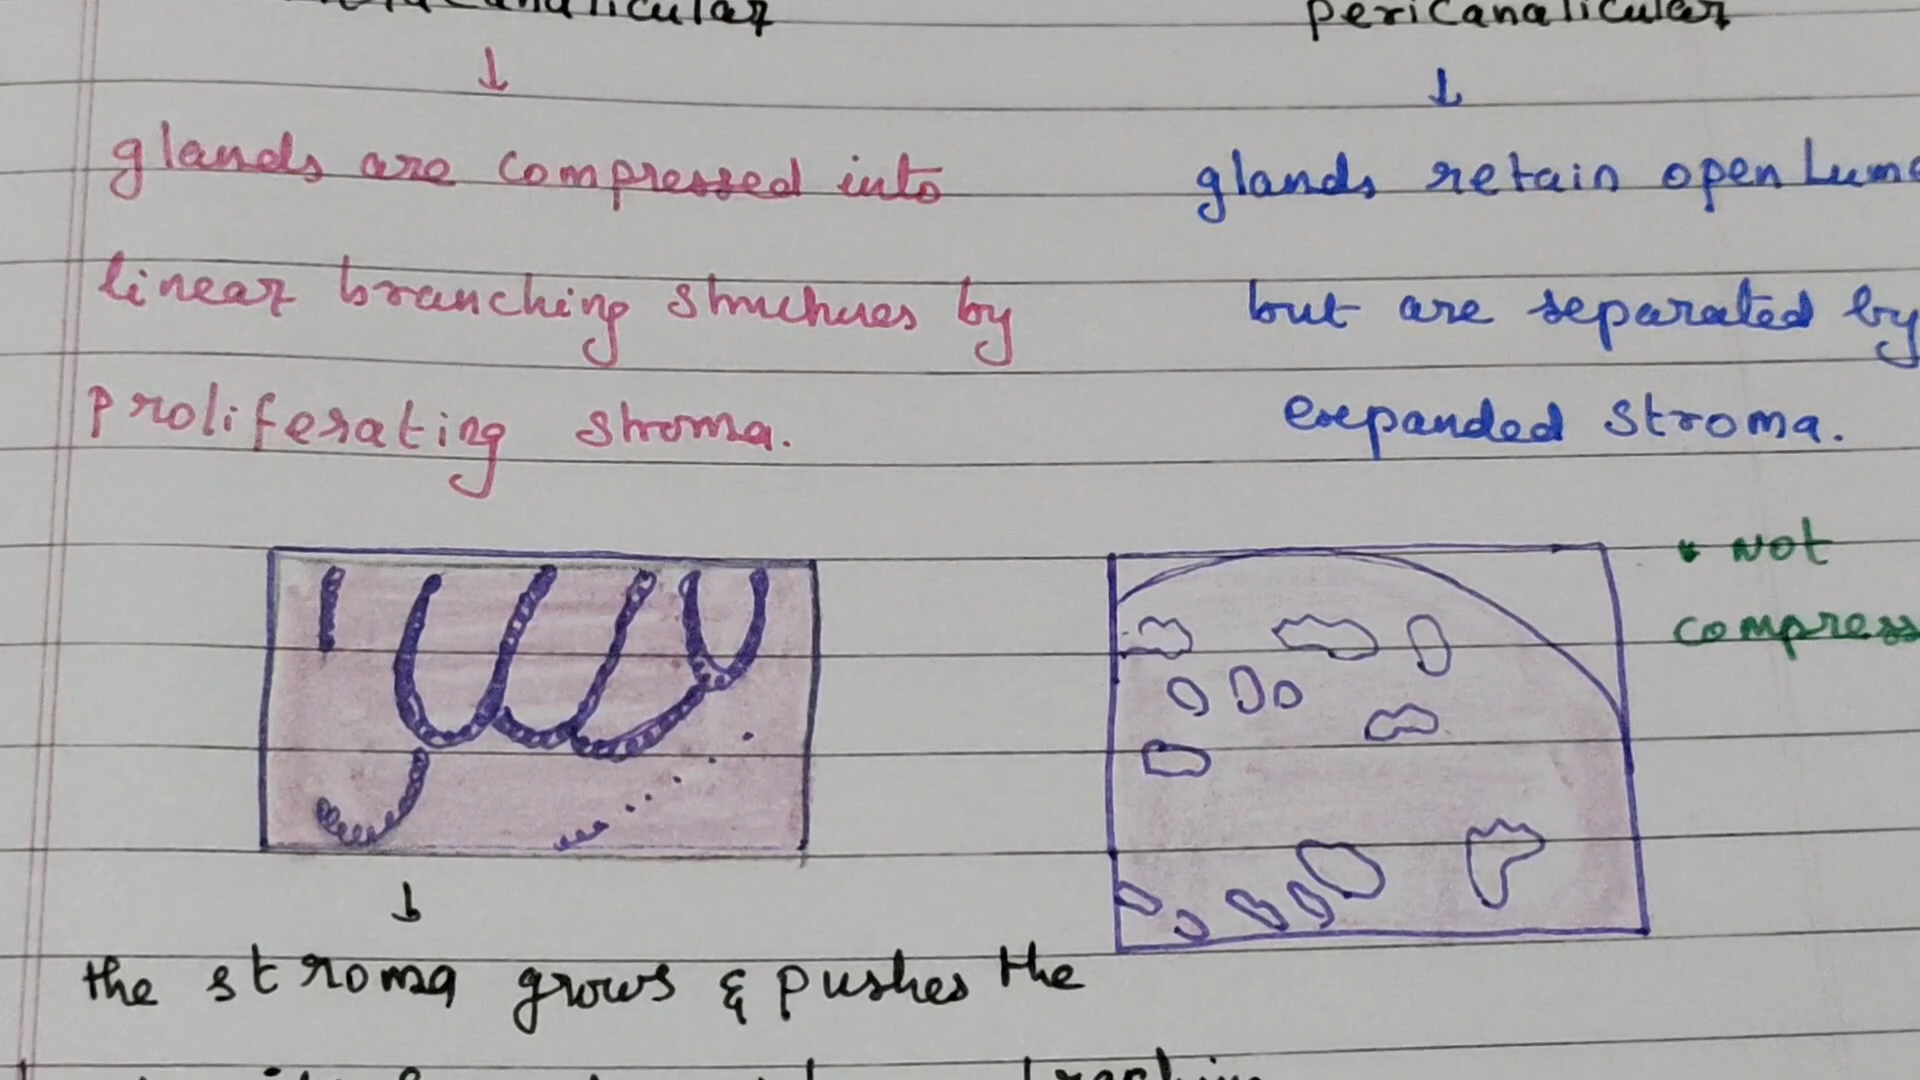 pericanalicular
↓ ↓
glands are compressed into
linear branching structures by
proliferating stroma.
glands retain open
but are separated by
expanded stroma.
* Not
compress
↓
the stroma grows & pushes the